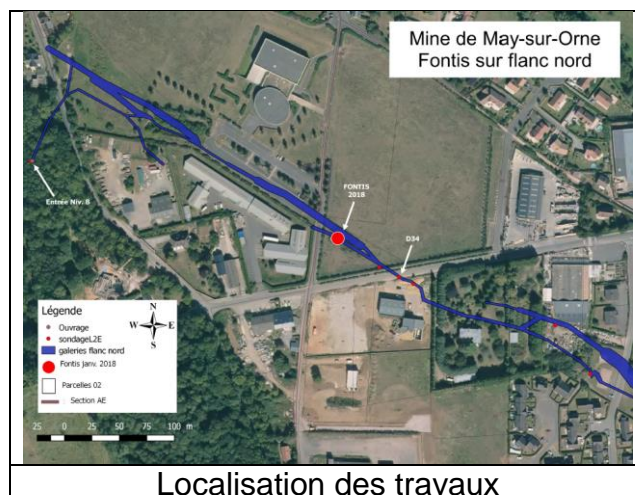 Mine de May-sur-Orne
Fontis sur flanc nord
FONTIS
2018
Entrée Niv. B
D34
Légende
Ouvrage
sondageL2E
galeries flanc nord
Fontis janv. 2018
Parcelles 02
Section AE
N
W E
S
25 0 25 50 75 100 m
Localisation des travaux